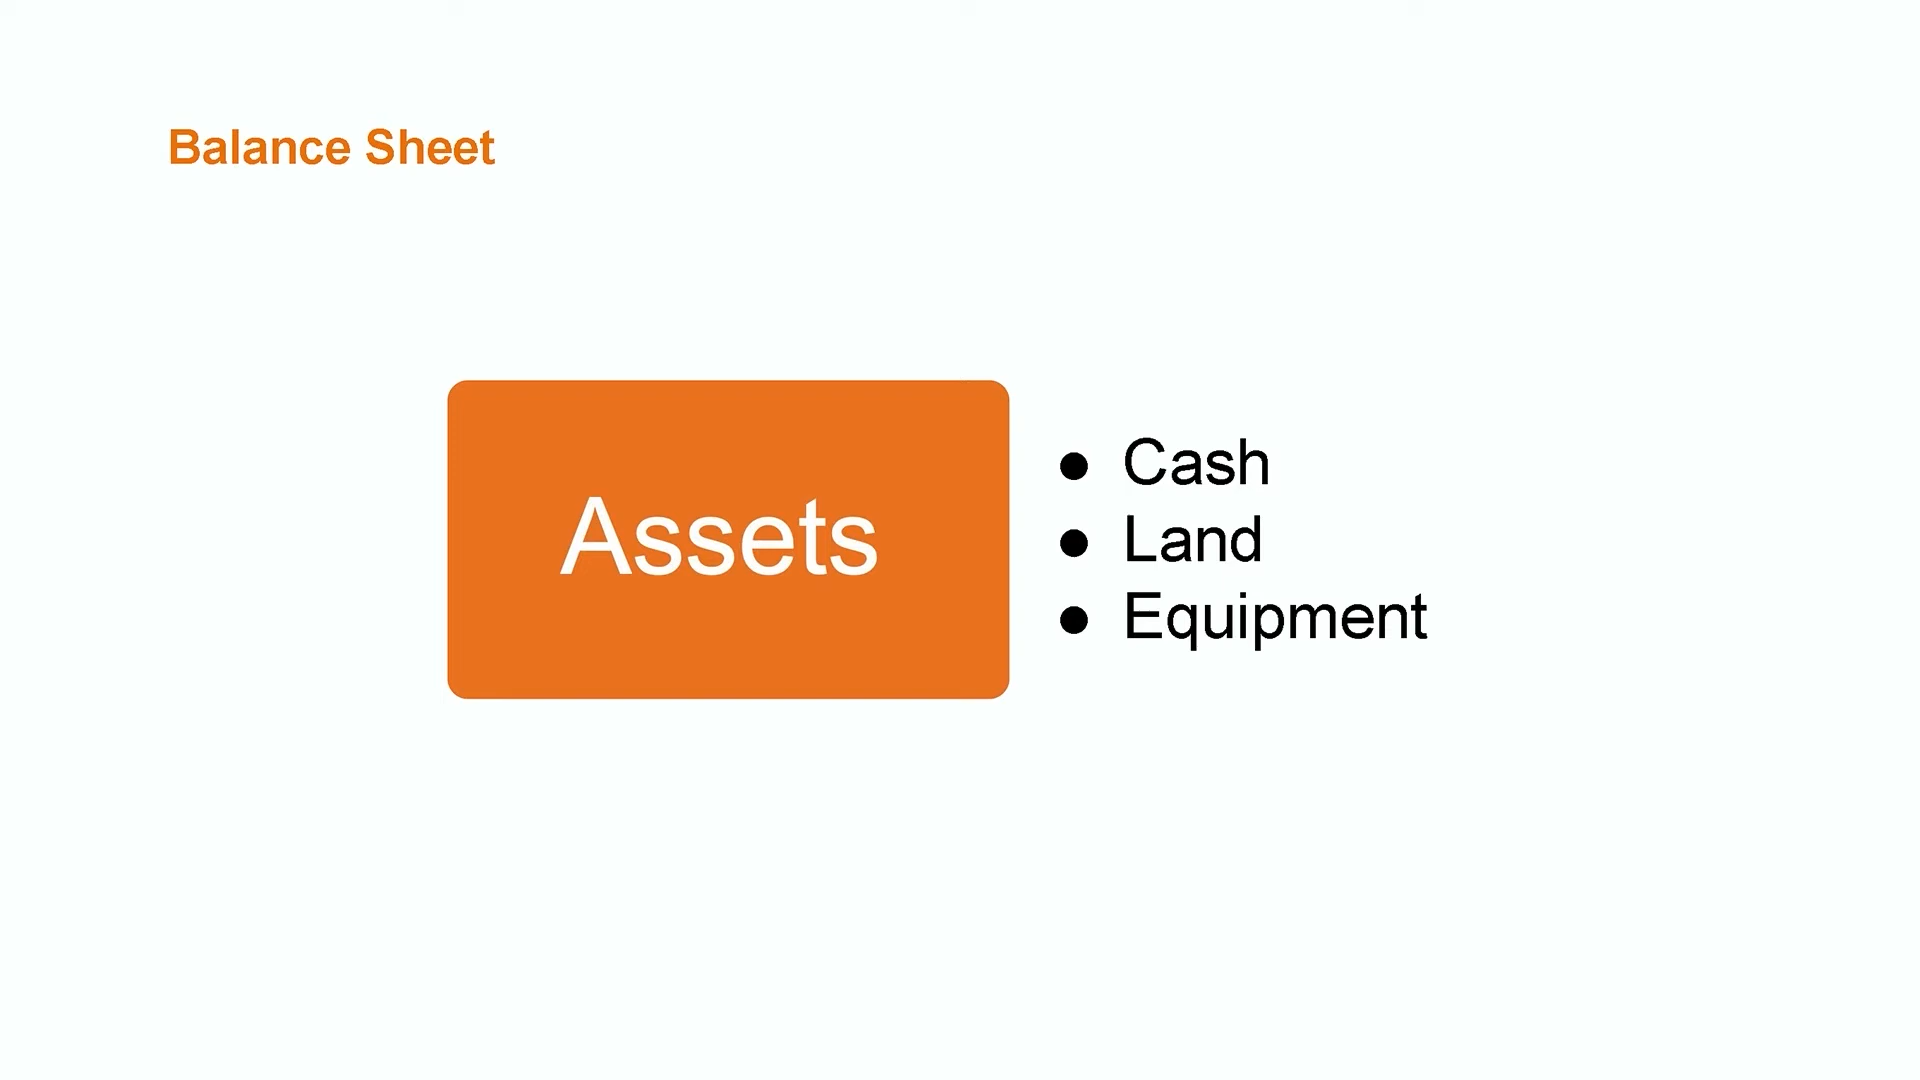 Balance Sheet
Assets
● Cash
● Land
● Equipment